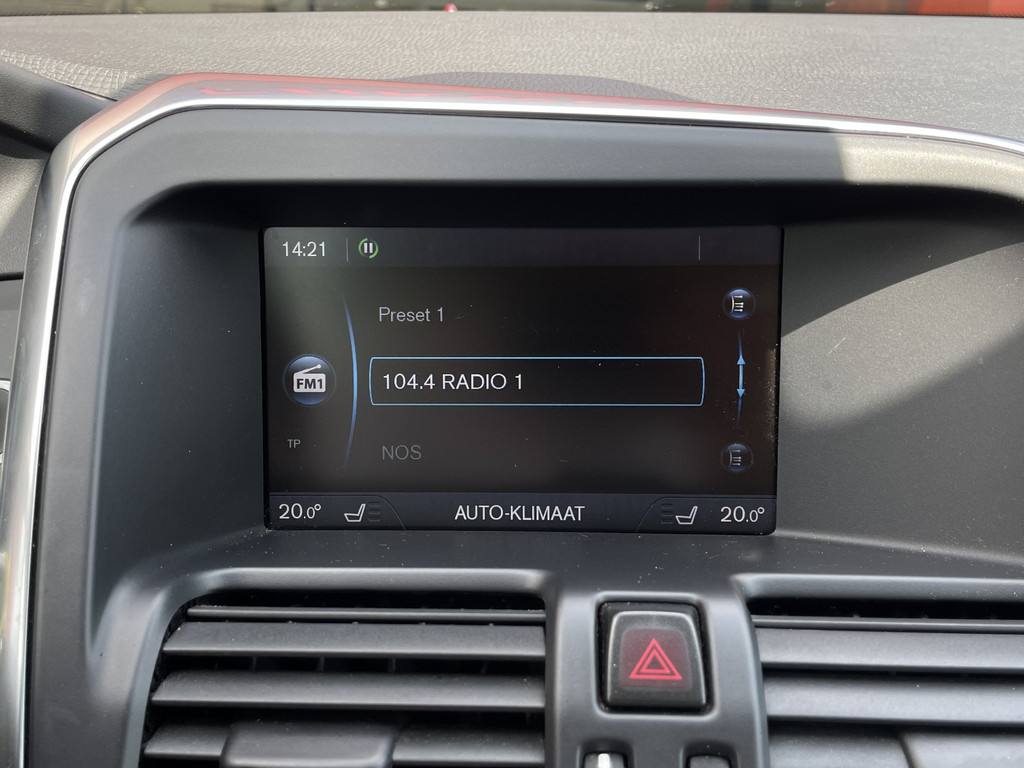 14:21
Preset 1
FM1
104.4 RADIO 1
TP
NOS
20.0° AUTO-KLIMAAT 20.0°